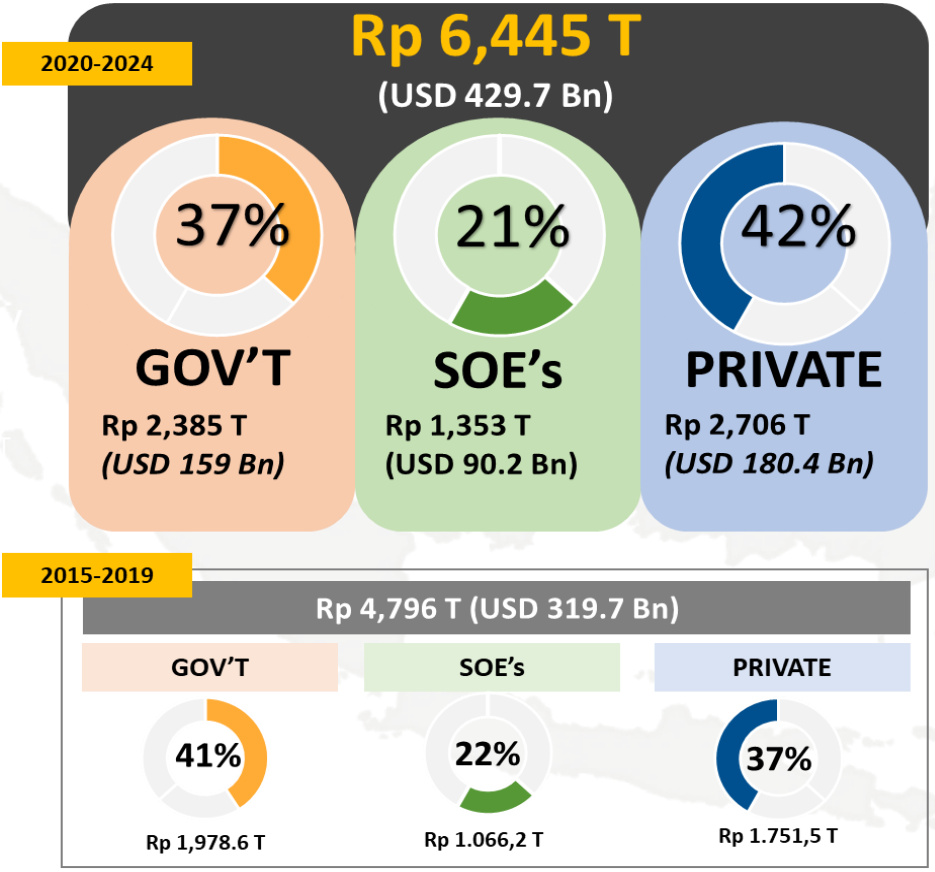 Rp 6,445 T
2020-2024
(USD 429.7 Bn)
37%
21%
42%
GOV'T
SOE's
PRIVATE
Rp 2,385 T
(USD 159 Bn)
Rp 1,353 T
(USD 90.2 Bn)
Rp 2,706 T
(USD 180.4 Bn)
2015-2019
Rp 4,796 T (USD 319.7 Bn)
GOV'T
SOE's
PRIVATE
41%
22%
37%
Rp 1,978.6 T
Rp 1.066,2 T
Rp 1.751,5 T